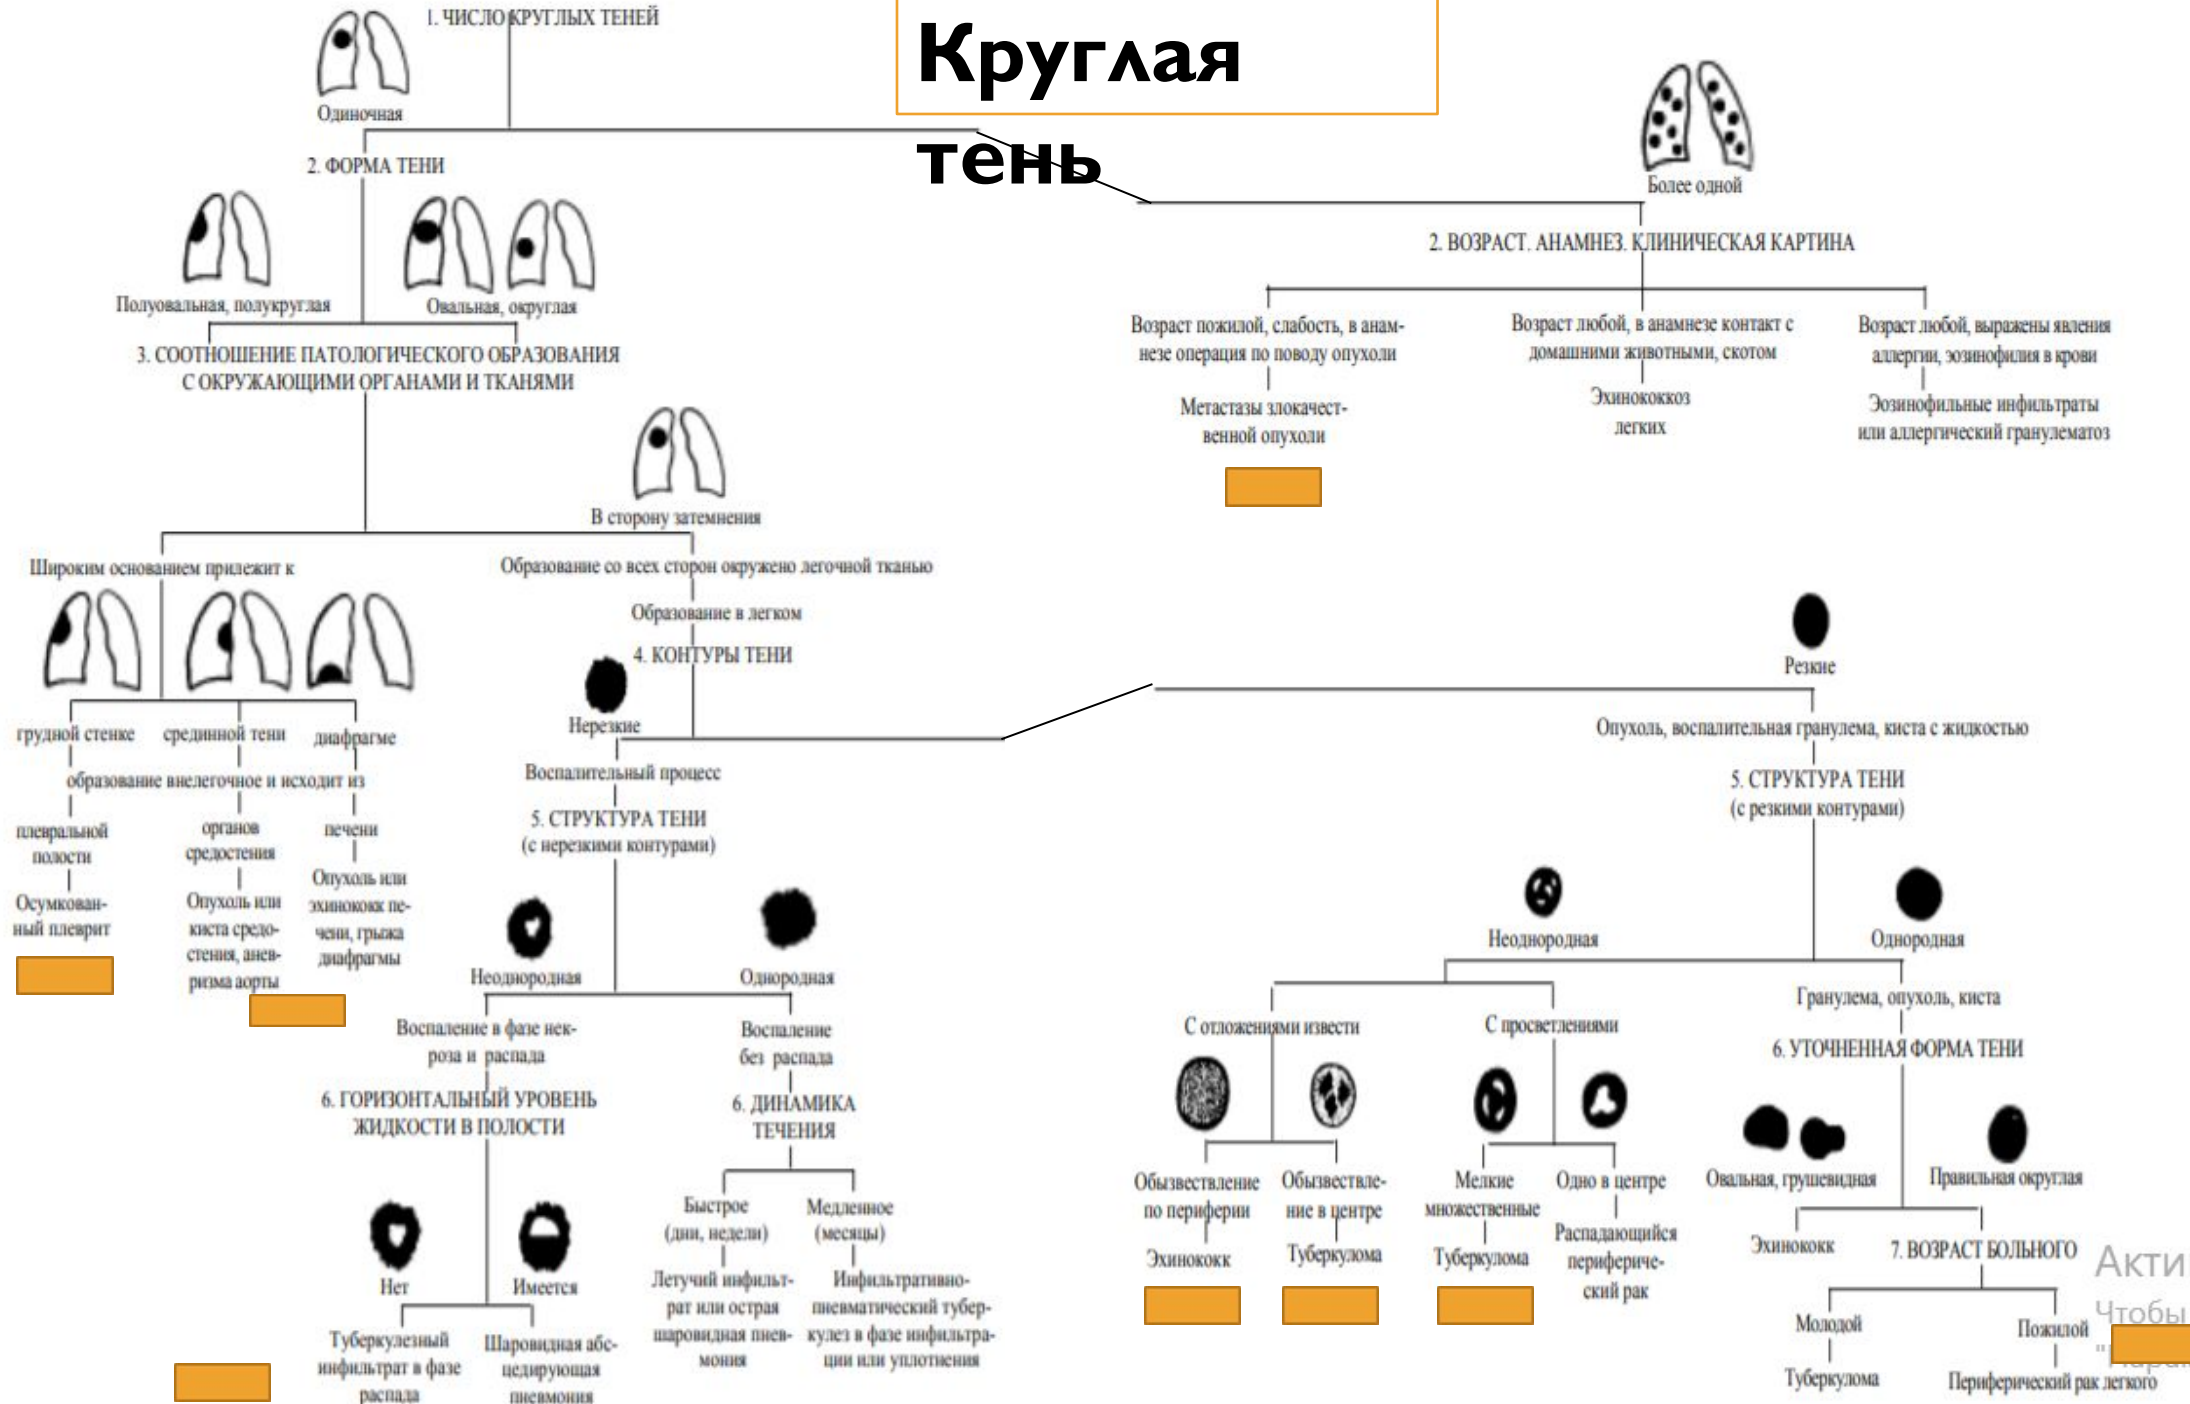 Круглая
тень
1. ЧИСЛО КРУГЛЫХ ТЕНЕЙ
Одиночная
Более одной
2. ФОРМА ТЕНИ
Полуовальная, полукруглая
Овальная, округлая
3. СООТНОШЕНИЕ ПАТОЛОГИЧЕСКОГО ОБРАЗОВАНИЯ
С ОКРУЖАЮЩИМИ ОРГАНАМИ И ТКАНЯМИ
2. ВОЗРАСТ. АНАМНЕЗ. КЛИНИЧЕСКАЯ КАРТИНА
Возраст пожилой, слабость, в анам-
незе операция по поводу опухоли
Метастазы злокачест-
венной опухоли
Возраст любой, в анамнезе контакт с
домашними животными, скотом
Эхинококкоз
легких
Возраст любой, выражены явления
аллергии, эозинофилия в крови
Эозинофильные инфильтраты
или аллергический гранулематоз
В сторону затемнения
Широким основанием прилежит к
Образование со всех сторон окружено легочной тканью
Образование в легком
4. КОНТУРЫ ТЕНИ
грудной стенке
срединной тени
диафрагме
образование внелегочное и исходит из
плевральной
полости
Осумкован-
ный плеврит
органов
средостения
Опухоль или
киста средо-
стения, анев-
ризма аорты
печени
Опухоль или
эхинококк пе-
чени, грыжа
диафрагмы
Нерезкие
Воспалительный процесс
5. СТРУКТУРА ТЕНИ
(с нерезкими контурами)
Неоднородная
Однородная
Воспаление в фазе нек-
роза и распада
6. ГОРИЗОНТАЛЬНЫЙ УРОВЕНЬ
ЖИДКОСТИ В ПОЛОСТИ
Нет
Имеется
Туберкулезный
инфильтрат в фазе
распада
Шаровидная абс-
цедирующая
пневмония
Воспаление
без распада
6. ДИНАМИКА
ТЕЧЕНИЯ
Быстрое
(дни, недели)
Летучий инфильт-
рат или острая
шаровидная пнев-
мония
Медленное
(месяцы)
Инфильтративно-
пневматический тубер-
кулез в фазе инфильтра-
ции или уплотнения
Резкие
Опухоль, воспалительная гранулема, киста с жидкостью
5. СТРУКТУРА ТЕНИ
(с резкими контурами)
Неоднородная
Однородная
С отложениями извести
С просветлениями
Обызвествление
по периферии
Эхинококк
Обызвествле-
ние в центре
Туберкулома
Мелкие
множественные
Туберкулома
Одно в центре
Распадающийся
перифериче-
ский рак
Гранулема, опухоль, киста
6. УТОЧНЕННАЯ ФОРМА ТЕНИ
Овальная, грушевидная
Правильная округлая
Эхинококк
7. ВОЗРАСТ БОЛЬНОГО
Молодой
Туберкулома
Пожилой
Периферический рак легкого
Акти
Чтобы